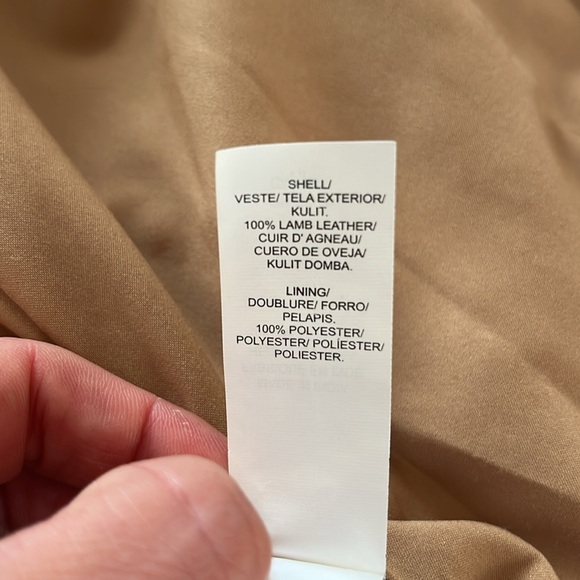 SHELL/
VESTE/ TELA EXTERIOR/
KULIT.
100% LAMB LEATHER/
CUIR D' AGNEAU/
CUERO DE OVEJA/
KULIT DOMBA.
LINING/
DOUBLURE/ FORRO/
PELAPIS.
100% POLYESTER/
POLYESTER/ POLÍESTER/
POLIESTER.